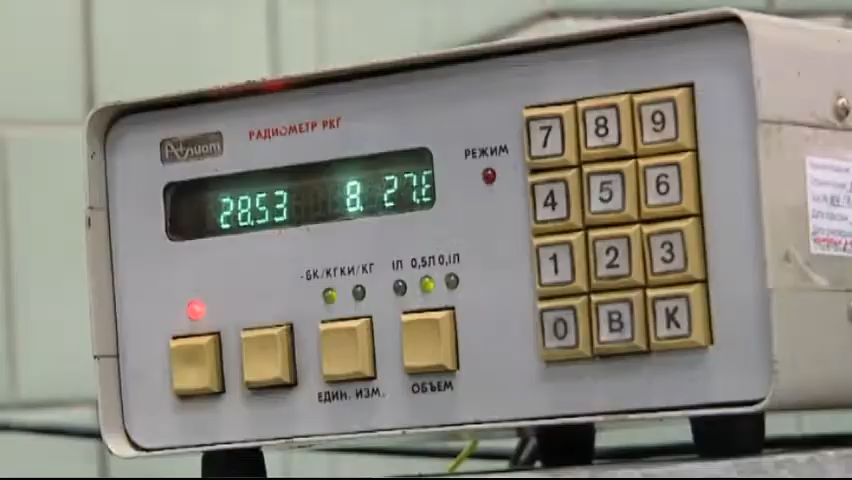 Алиот
РАДИОМЕТР РКГ
28.53 8. 27.E
РЕЖИМ
БК/КГ КИ/КГ
1Л 0,5Л 0,1Л
ЕДИН. ИЗМ.
ОБЪЕМ
7 8 9
4 5 6
1 2 3
0 В К